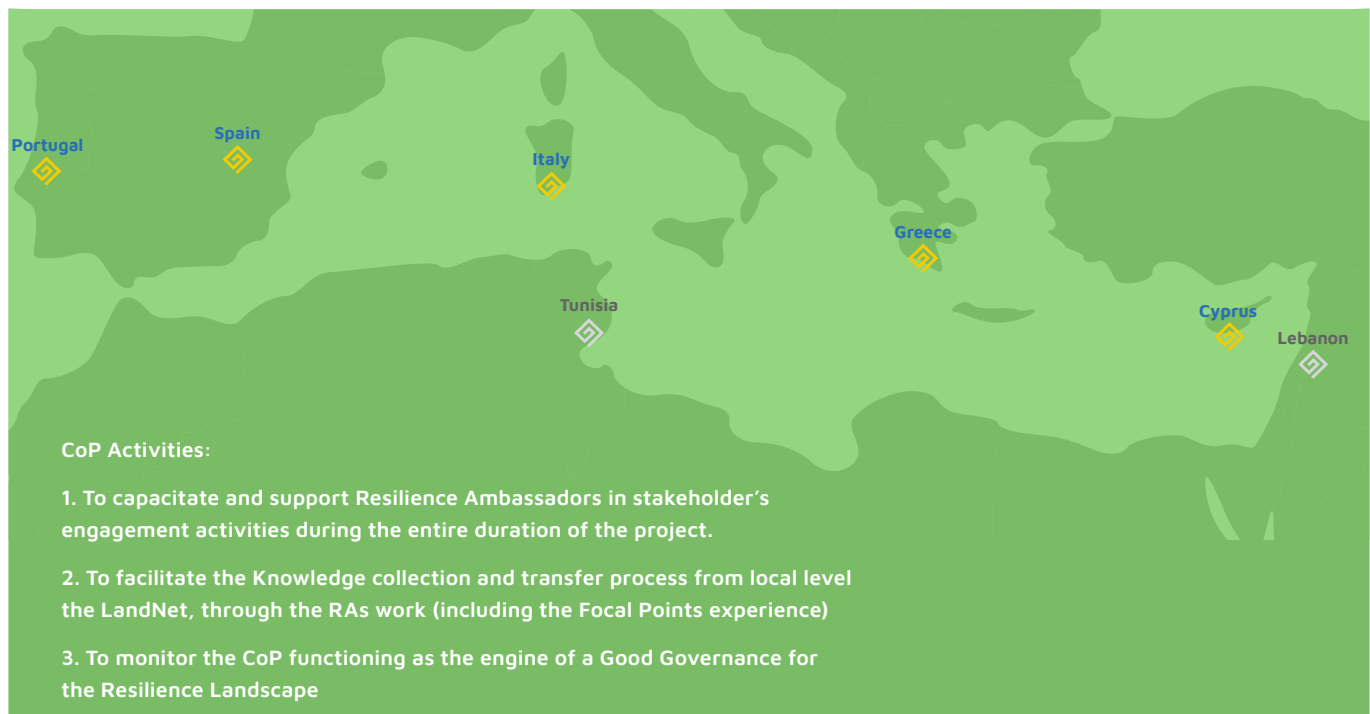 Portugal
Spain
Italy
Greece
Tunisia
Cyprus
Lebanon
CoP Activities:
1. To capacitate and support Resilience Ambassadors in stakeholder’s
engagement activities during the entire duration of the project.
2. To facilitate the Knowledge collection and transfer process from local level
the LandNet, through the RAs work (including the Focal Points experience)
3. To monitor the CoP functioning as the engine of a Good Governance for
the Resilience Landscape